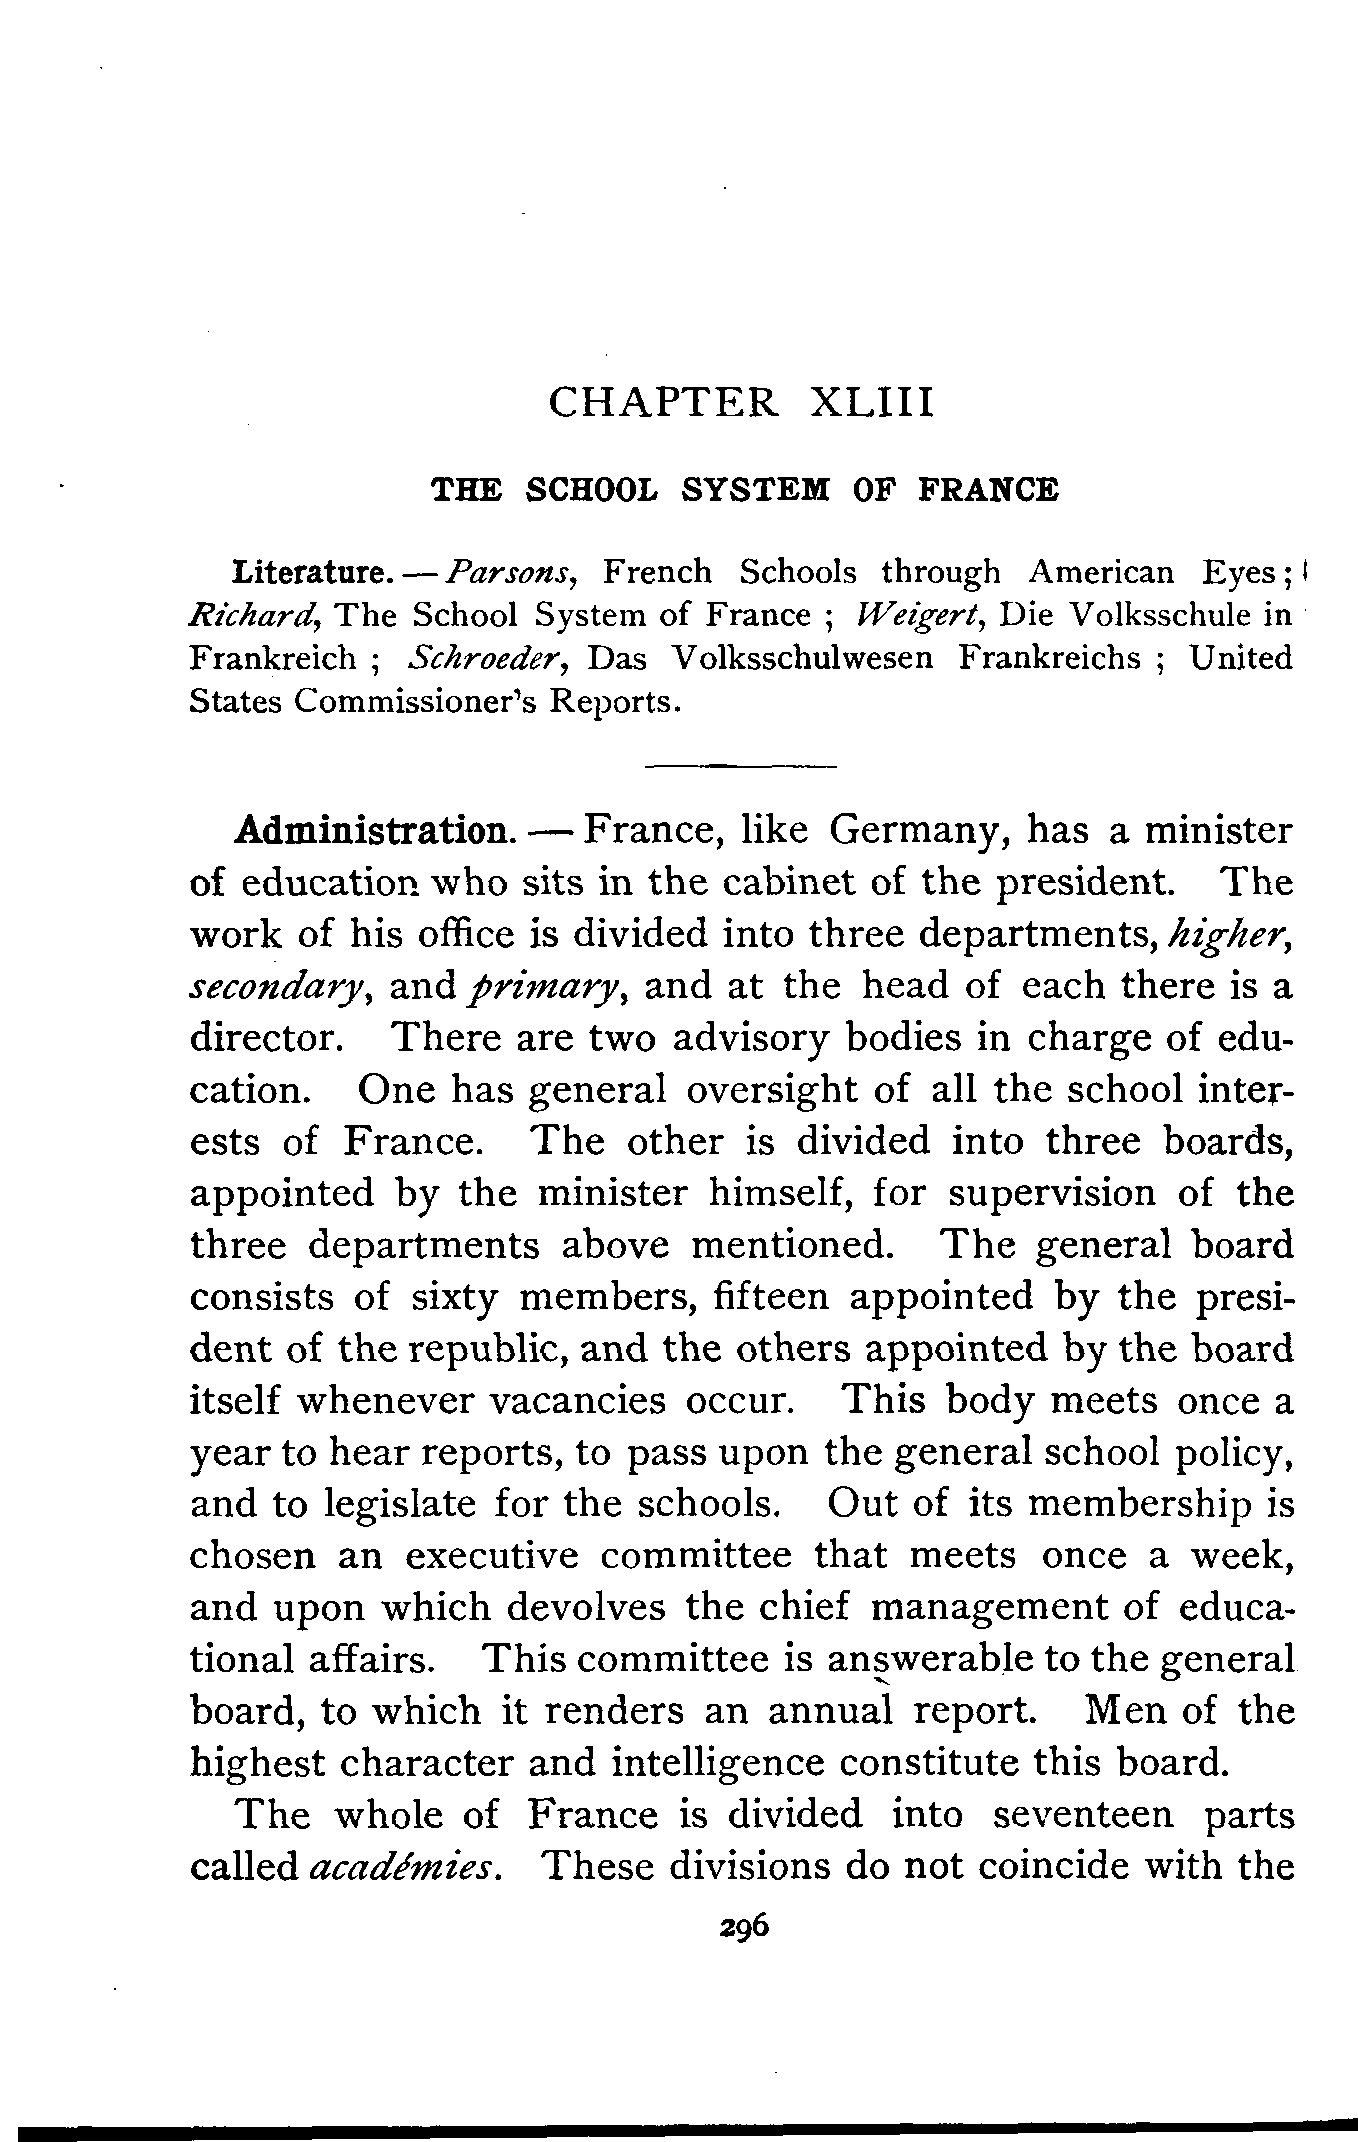 CHAPTER XLIII
THE SCHOOL SYSTEM OF FRANCE
Literature. — Parsons, French Schools through American Eyes;
Richard, The School System of France ; Weigert, Die Volksschule in
Frankreich ; Schroeder, Das Volksschulwesen Frankreichs ; United
States Commissioner's Reports.
Administration. — France, like Germany, has a minister
of education who sits in the cabinet of the president. The
work of his office is divided into three departments, higher,
secondary, and primary, and at the head of each there is a
director. There are two advisory bodies in charge of edu-
cation. One has general oversight of all the school inter-
ests of France. The other is divided into three boards,
appointed by the minister himself, for supervision of the
three departments above mentioned. The general board
consists of sixty members, fifteen appointed by the presi-
dent of the republic, and the others appointed by the board
itself whenever vacancies occur. This body meets once a
year to hear reports, to pass upon the general school policy,
and to legislate for the schools. Out of its membership is
chosen an executive committee that meets once a week,
and upon which devolves the chief management of educa-
tional affairs. This committee is answerable to the general
board, to which it renders an annual report. Men of the
highest character and intelligence constitute this board.
The whole of France is divided into seventeen parts
called académies. These divisions do not coincide with the
296